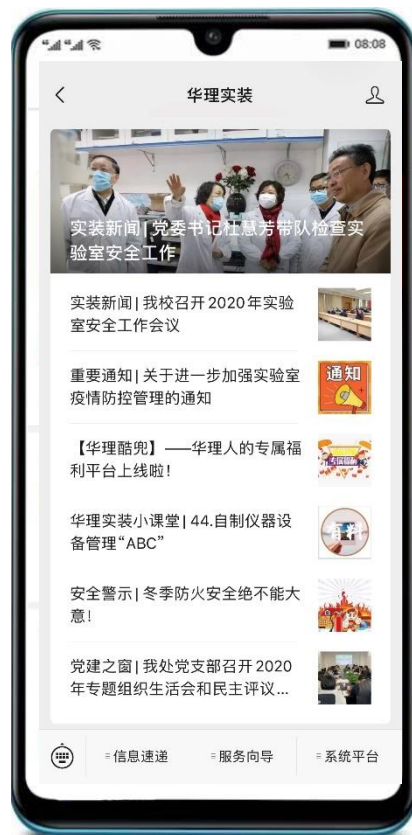 08:08
华理实装
实装新闻|党委书记杜慧芳带队检查实
验室安全工作
实装新闻|我校召开2020年实验
室安全工作会议
重要通知|关于进一步加强实验室
疫情防控管理的通知
通知
【华理酷兜】——华理人的专属福
利平台上线啦!
专属福利
华理实装小课堂|44.自制仪器设
备管理“ABC”
有料
安全警示|冬季防火安全绝不能大
意!
党建之窗|我处党支部召开2020
年专题组织生活会和民主评议...
信息速递
服务向导
系统平台